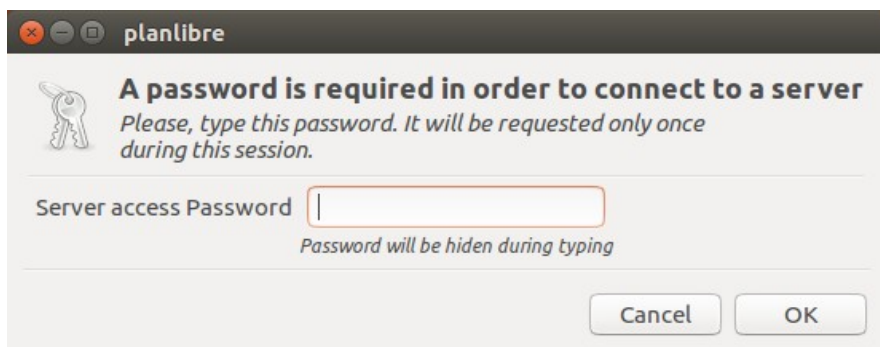 planlibre
A password is required in order to connect to a server
Please, type this password. It will be requested only once
during this session.
Server access Password
Password will be hiden during typing
Cancel OK